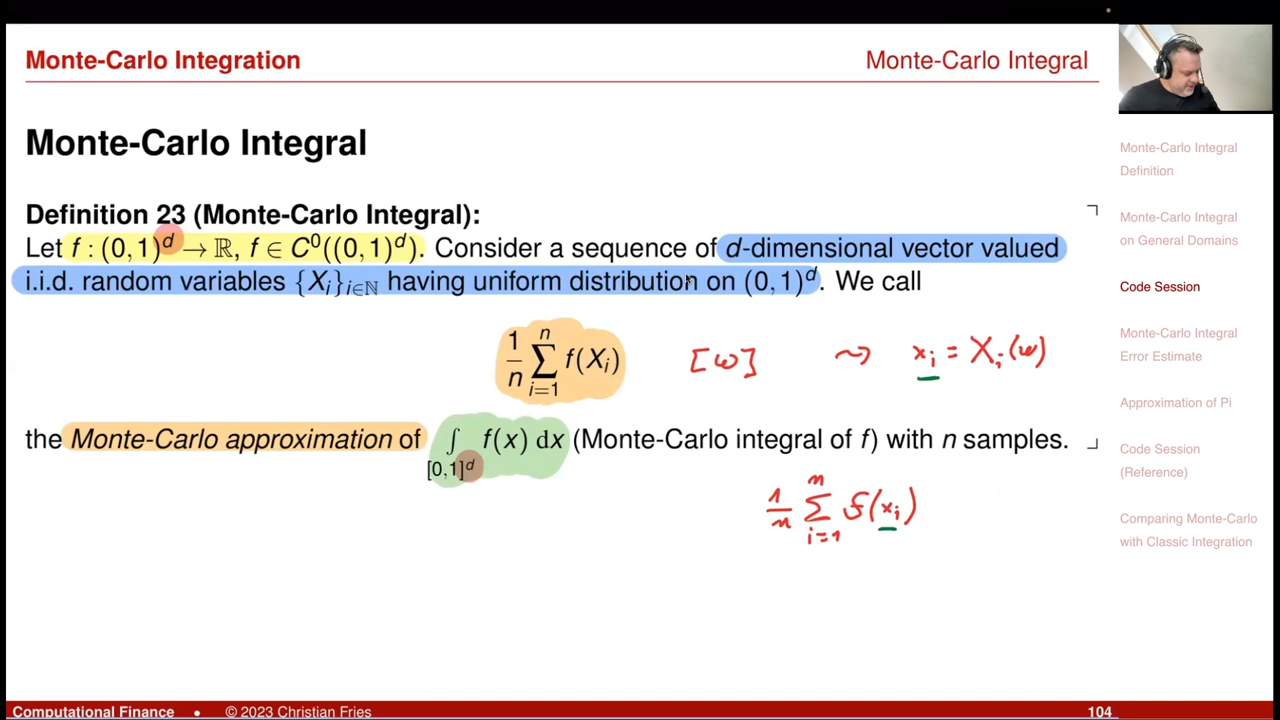 Monte-Carlo Integration
Monte-Carlo Integral
Monte-Carlo Integral
Definition 23 (Monte-Carlo Integral):
Let f : (0, 1)^d → ℝ, f ∈ C^0((0, 1)^d). Consider a sequence of d-dimensional vector valued
i.i.d. random variables {X_i}_{i∈ℕ} having uniform distribution on (0, 1)^d. We call
1/n ∑_{i=1}^n f(X_i) [ω] ⇝ x_i = X_i(ω)
the Monte-Carlo approximation of ∫_{[0,1]^d} f(x) dx (Monte-Carlo integral of f) with n samples.
1/n ∑_{i=1}^n f(x_i)
Monte-Carlo Integral
Definition
Monte-Carlo Integral
on General Domains
Code Session
Monte-Carlo Integral
Error Estimate
Approximation of Pi
Code Session
(Reference)
Comparing Monte-Carlo
with Classic Integration
Computational Finance • © 2023 Christian Fries 104